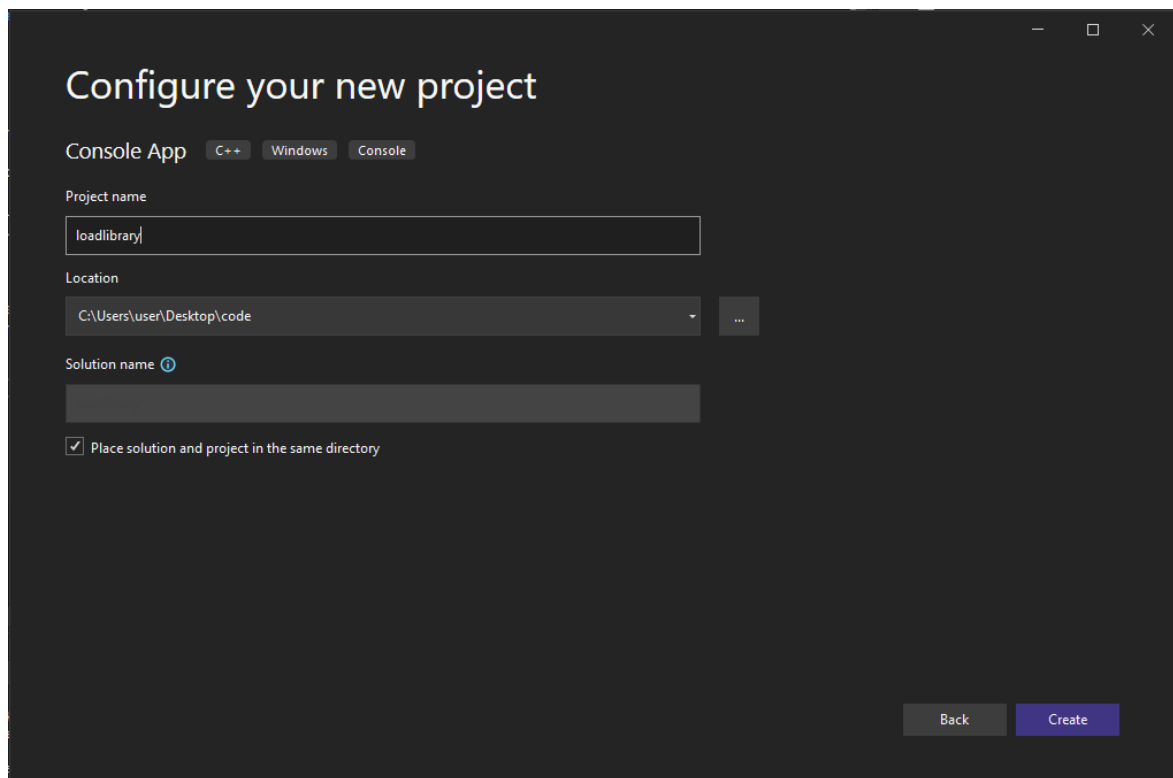 Configure your new project
Console App C++ Windows Console
Project name
loadlibrary
Location
C:\Users\user\Desktop\code
...
Solution name
Place solution and project in the same directory
Back Create